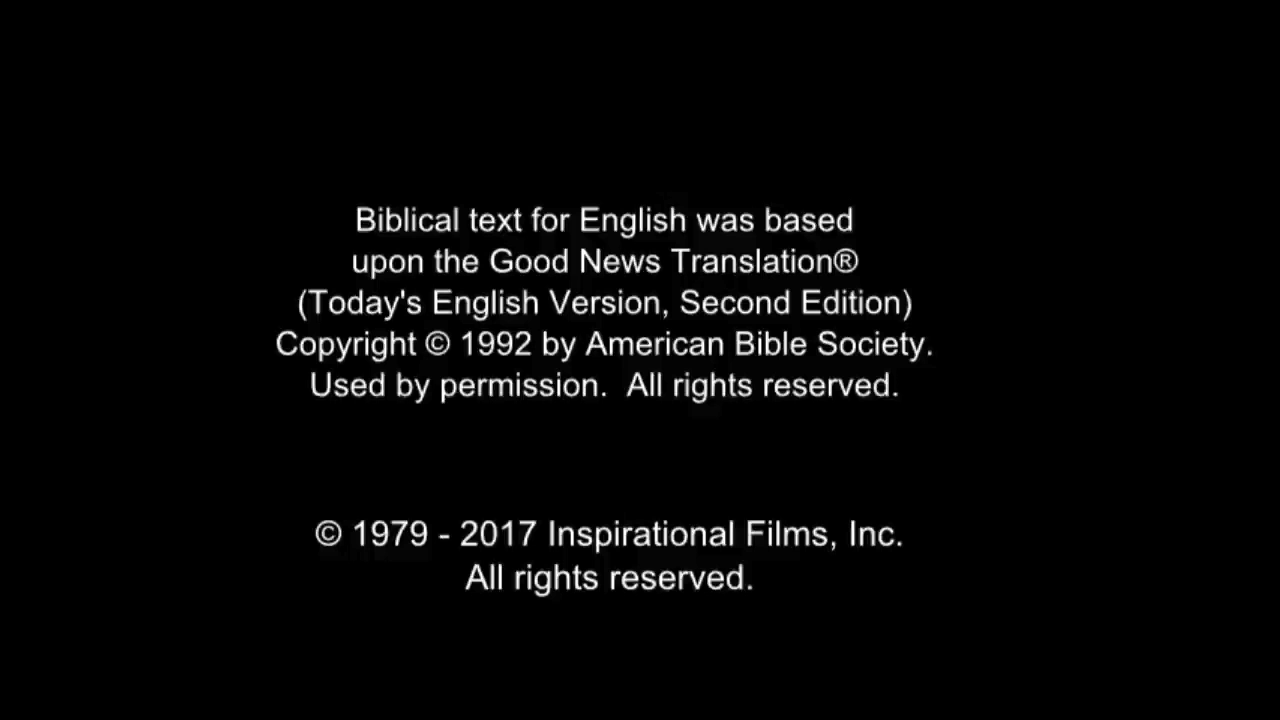 Biblical text for English was based
upon the Good News Translation®
(Today's English Version, Second Edition)
Copyright © 1992 by American Bible Society.
Used by permission.  All rights reserved.
© 1979 - 2017 Inspirational Films, Inc.
All rights reserved.